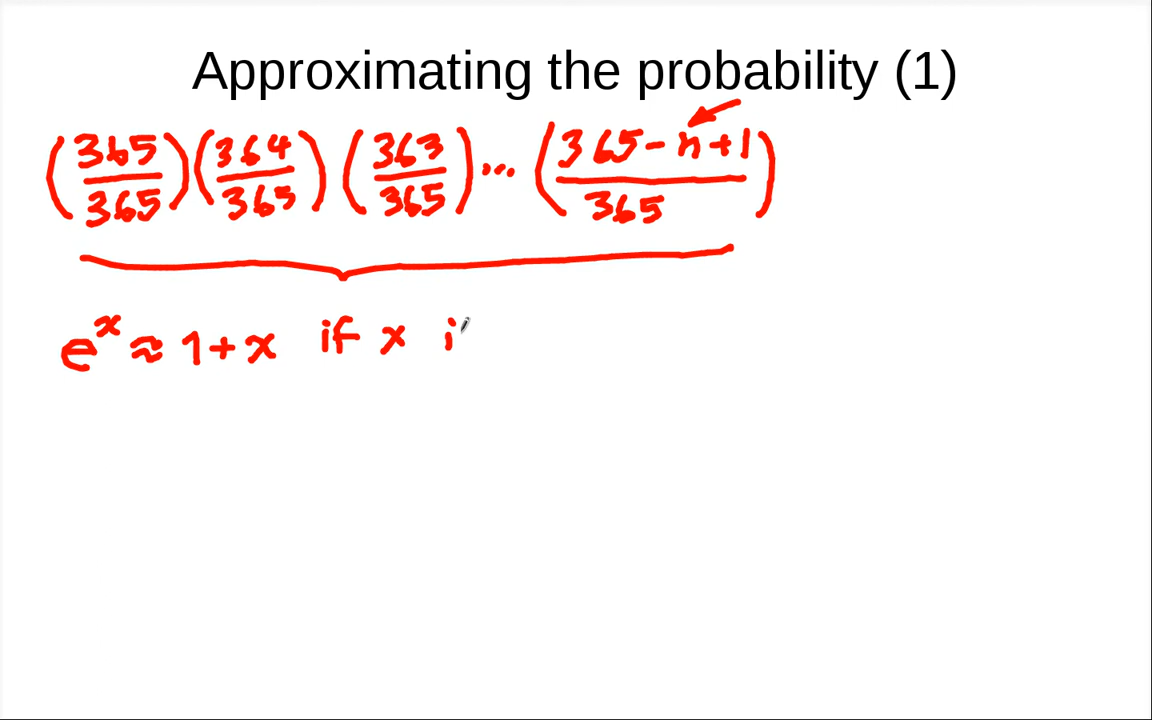 Approximating the probability (1)
(365/365)(364/365)(363/365)...(365-n+1/365)
e^x ≈ 1+x if x i